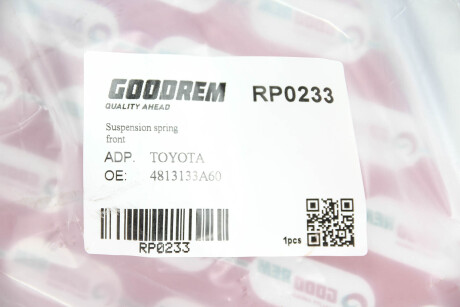 GOODREM
QUALITY AHEAD
RP0233
Suspension spring
front
ADP. TOYOTA
OE: 4813133A60
RP0233
1pcs